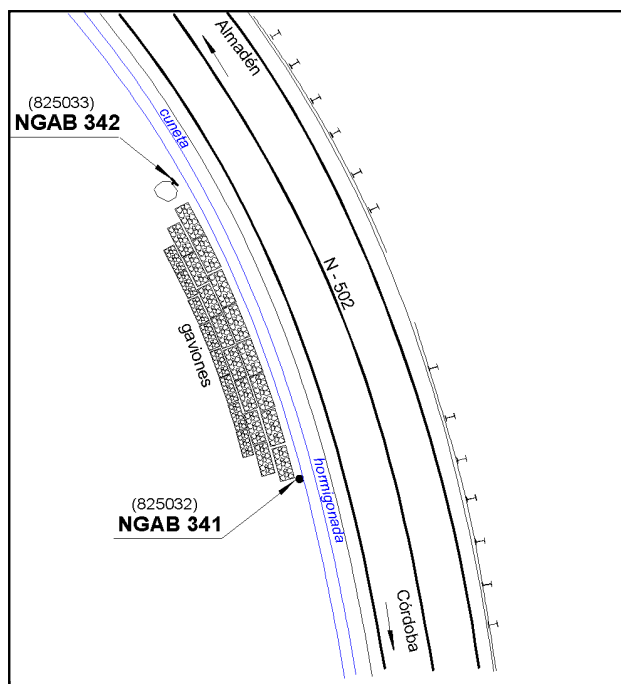 Almadén
(825033)
NGAB 342
cuneta
N - 502
gaviones
hormigonada
(825032)
NGAB 341
Córdoba